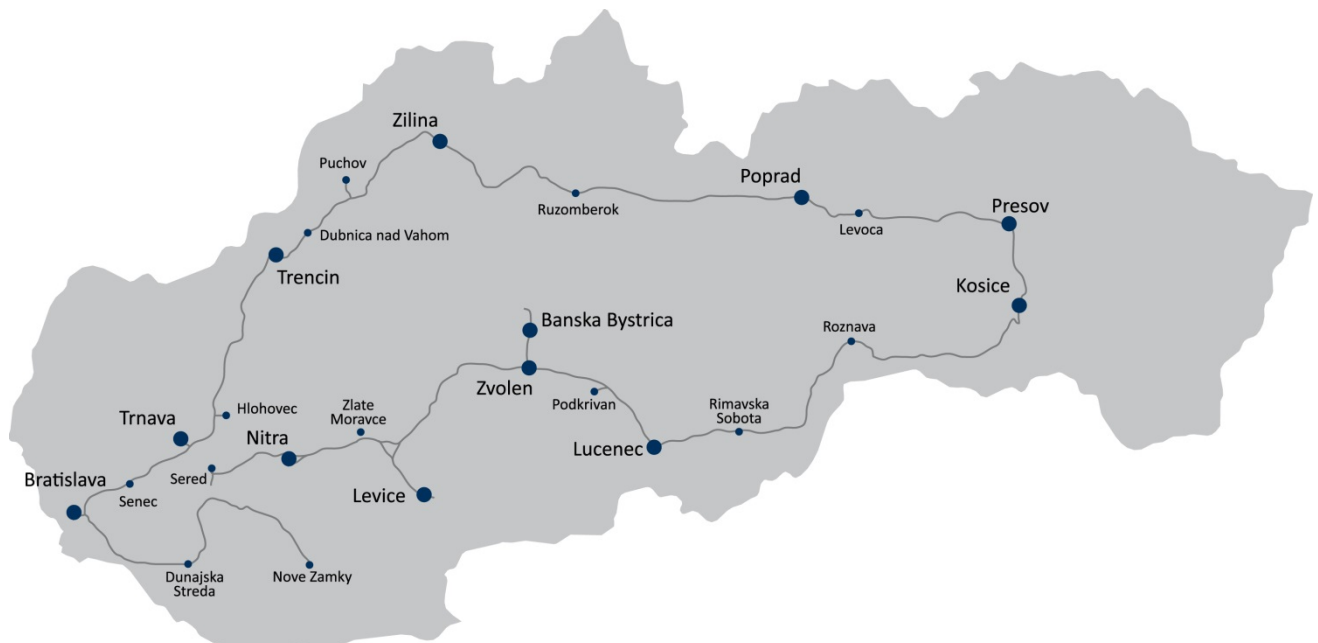 Zilina
Puchov
Poprad
Ruzomberok
Presov
Levoca
Dubnica nad Vahom
Trencin
Kosice
Banska Bystrica
Roznava
Zvolen
Podkrivan
Rimavska
Sobota
Hlohovec
Zlate
Moravce
Trnava
Nitra
Lucenec
Bratislava
Sered
Senec
Levice
Dunajska
Streda
Nove Zamky